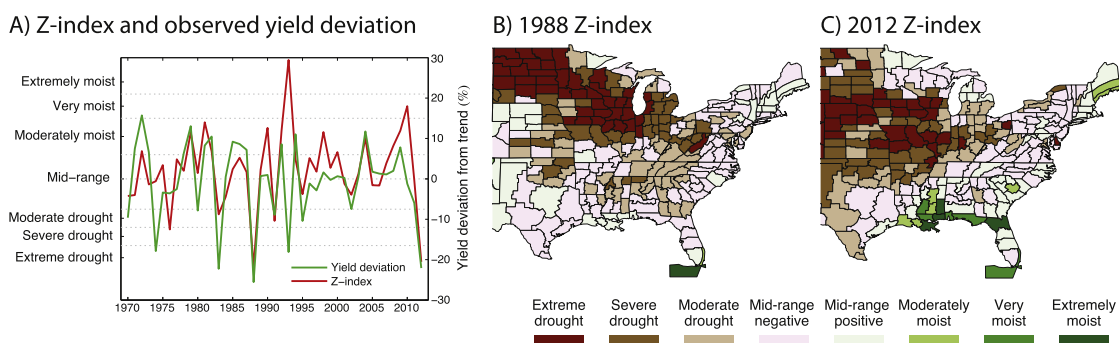 A) Z-index and observed yield deviation
Extremely moist
Very moist
Moderately moist
Mid−range
Moderate drought
Severe drought
Extreme drought
30
20
10
0
−10
−20
−30
Yield deviation from trend (%)
Yield deviation
Z−index
1970 1975 1980 1985 1990 1995 2000 2005 2010
B) 1988 Z-index
C) 2012 Z-index
Extreme drought
Severe drought
Moderate drought
Mid-range negative
Mid-range positive
Moderately moist
Very moist
Extremely moist